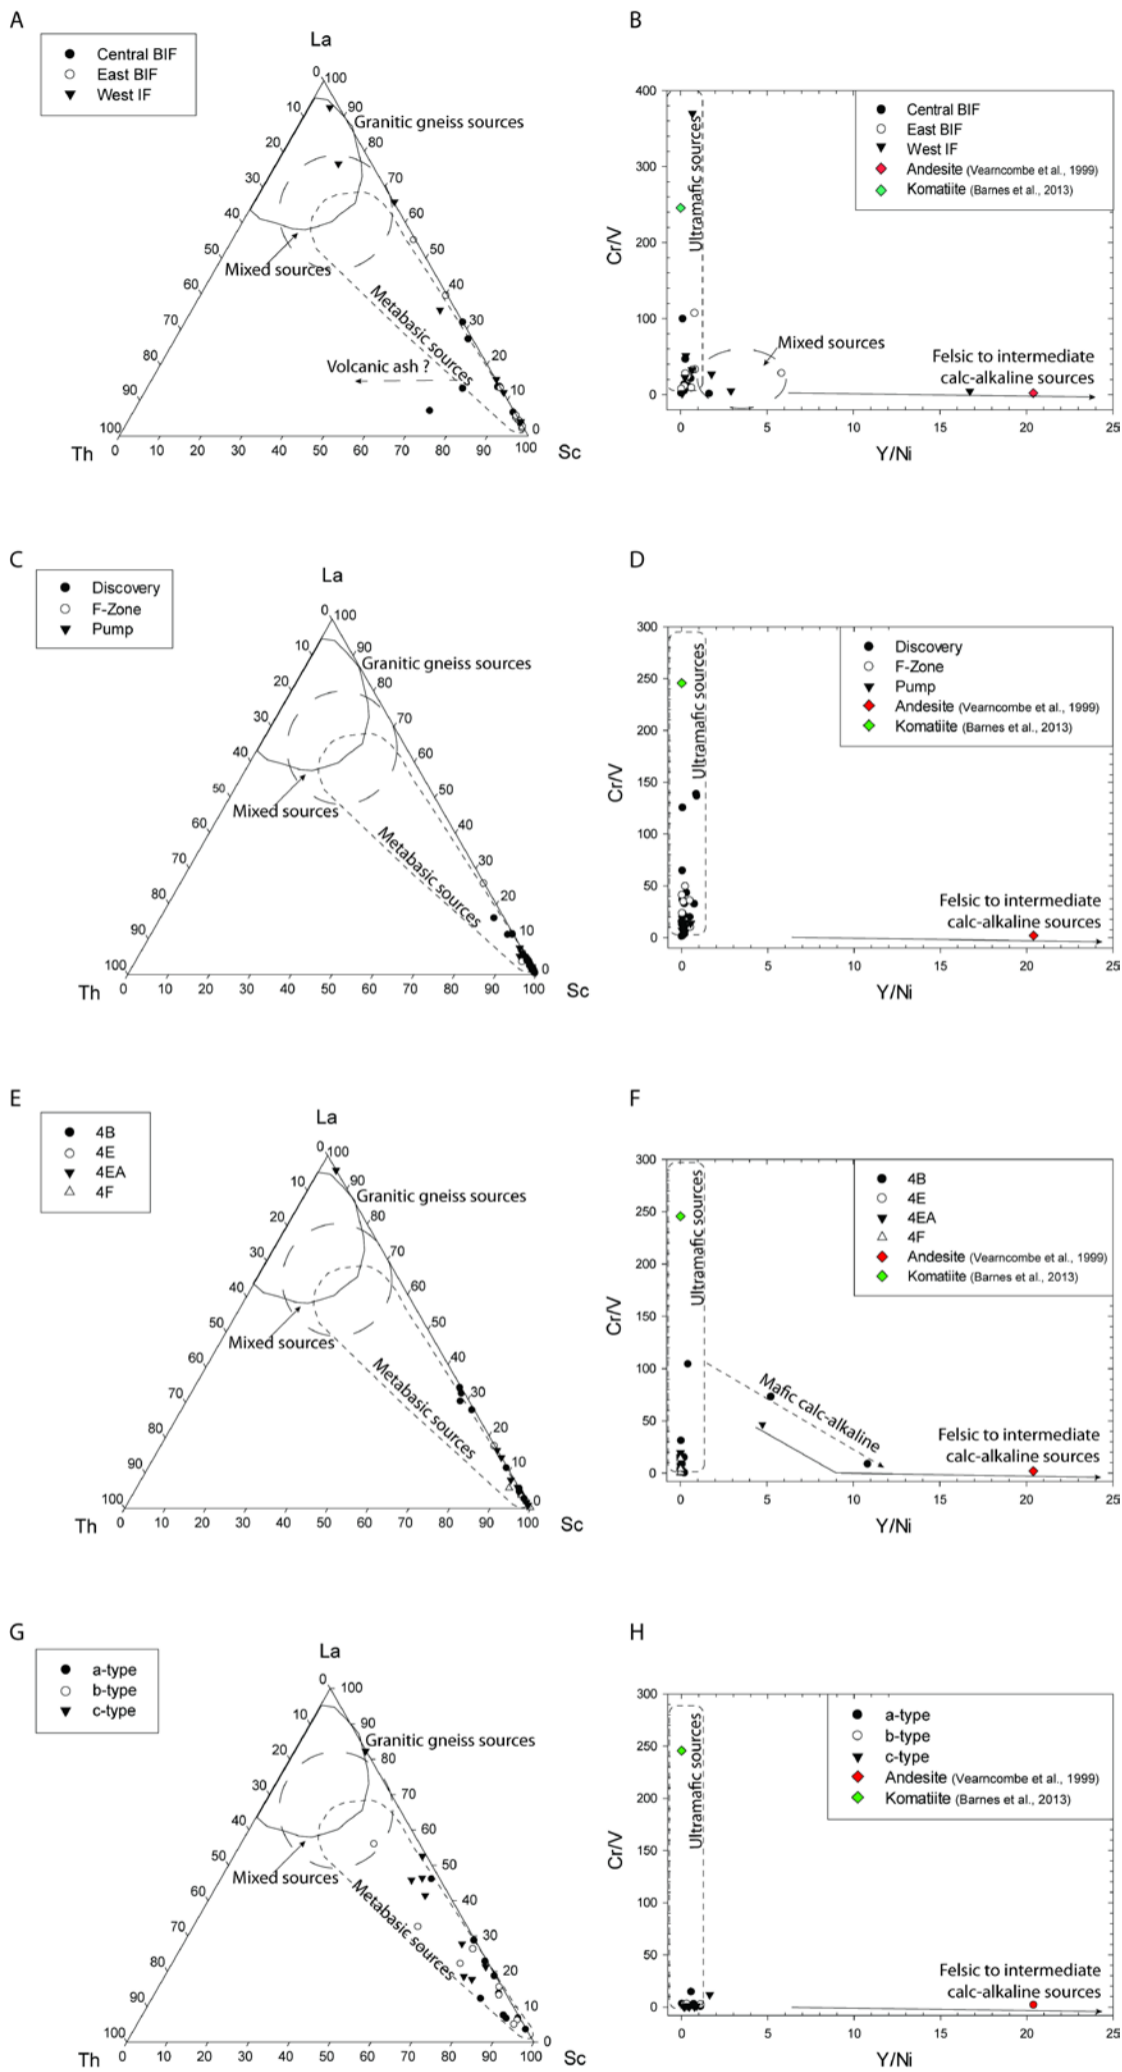 A
Central BIF
East BIF
West IF
La
0 100
10 90
20 80
30 70
40 60
50 50
60 40
70 30
80 20
90 10
100 0
Granitic gneiss sources
Mixed sources
Metabasic sources
Volcanic ash ?
Th 0 10 20 30 40 50 60 70 80 90 100 Sc
B
Central BIF
East BIF
West IF
Andesite (Vearncombe et al., 1999)
Komatiite (Barnes et al., 2013)
400
300
200
100
0
Cr/V
Ultramafic sources
Mixed sources
Felsic to intermediate
calc-alkaline sources
0 5 10 15 20 25
Y/Ni
C
Discovery
F-Zone
Pump
La
0 100
10 90
20 80
30 70
40 60
50 50
60 40
70 30
80 20
90 10
100 0
Granitic gneiss sources
Mixed sources
Metabasic sources
Th 0 10 20 30 40 50 60 70 80 90 100 Sc
D
Discovery
F-Zone
Pump
Andesite (Vearncombe et al., 1999)
Komatiite (Barnes et al., 2013)
300
250
200
150
100
50
0
Cr/V
Ultramafic sources
Felsic to intermediate
calc-alkaline sources
0 5 10 15 20 25
Y/Ni
E
4B
4E
4EA
4F
La
0 100
10 90
20 80
30 70
40 60
50 50
60 40
70 30
80 20
90 10
100 0
Granitic gneiss sources
Mixed sources
Metabasic sources
Th 0 10 20 30 40 50 60 70 80 90 100 Sc
F
4B
4E
4EA
4F
Andesite (Vearncombe et al., 1999)
Komatiite (Barnes et al., 2013)
300
250
200
150
100
50
0
Cr/V
Ultramafic sources
Mafic calc-alkaline
Felsic to intermediate
calc-alkaline sources
0 5 10 15 20 25
Y/Ni
G
a-type
b-type
c-type
La
0 100
10 90
20 80
30 70
40 60
50 50
60 40
70 30
80 20
90 10
100 0
Granitic gneiss sources
Mixed sources
Metabasic sources
Th 0 10 20 30 40 50 60 70 80 90 100 Sc
H
a-type
b-type
c-type
Andesite (Vearncombe et al., 1999)
Komatiite (Barnes et al., 2013)
300
250
200
150
100
50
0
Cr/V
Ultramafic sources
Felsic to intermediate
calc-alkaline sources
0 5 10 15 20 25
Y/Ni